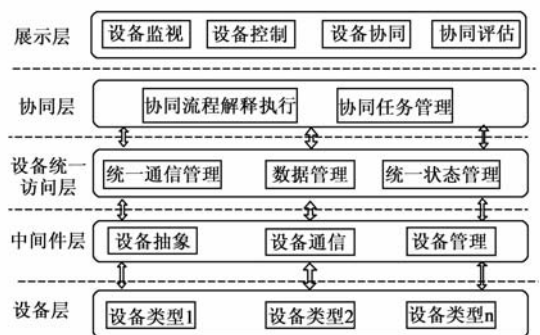 展示层
设备监视 设备控制 设备协同 协同评估
协同层
协同流程解释执行 协同任务管理
设备统一
访问层
统一通信管理 数据管理 统一状态管理
中间件层
设备抽象 设备通信 设备管理
设备层
设备类型1 设备类型2 设备类型n